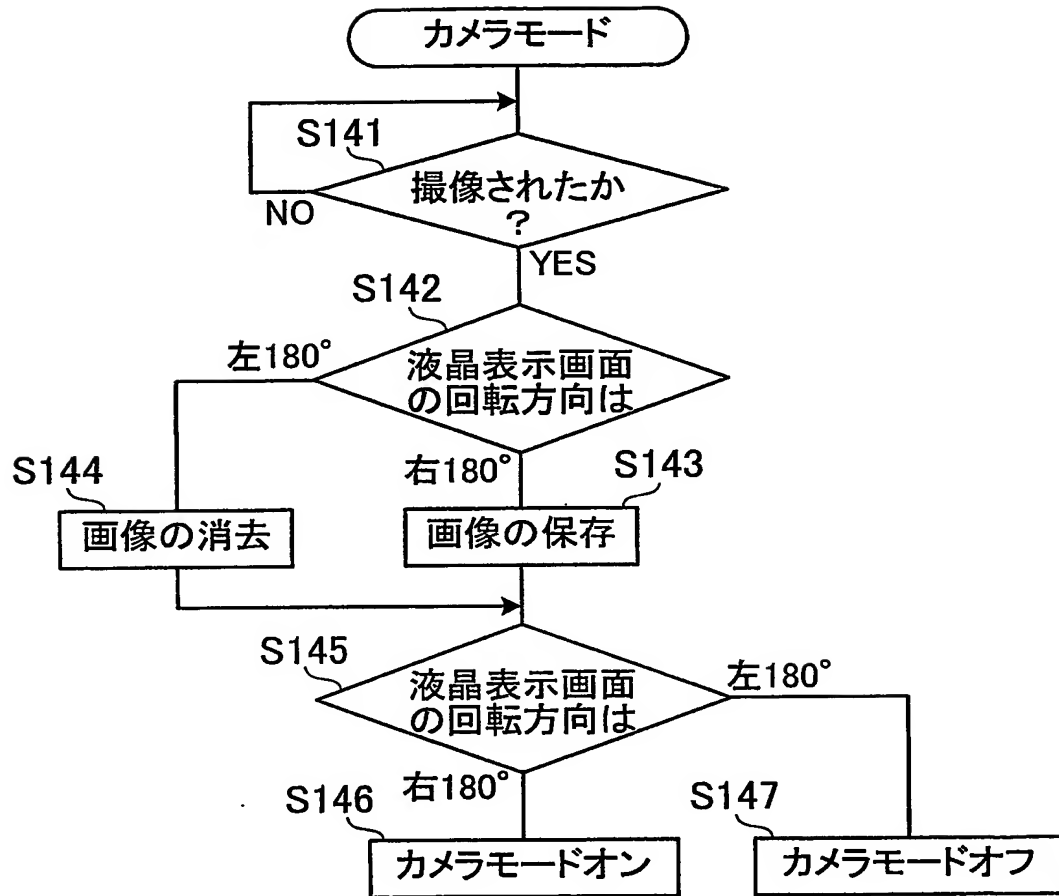 カメラモード
S141
撮像されたか
?
NO
YES
S142
左180°
液晶表示画面
の回転方向は
右180°
S144
S143
画像の消去
画像の保存
S145
液晶表示画面
の回転方向は
左180°
右180°
S146
S147
カメラモードオン
カメラモードオフ